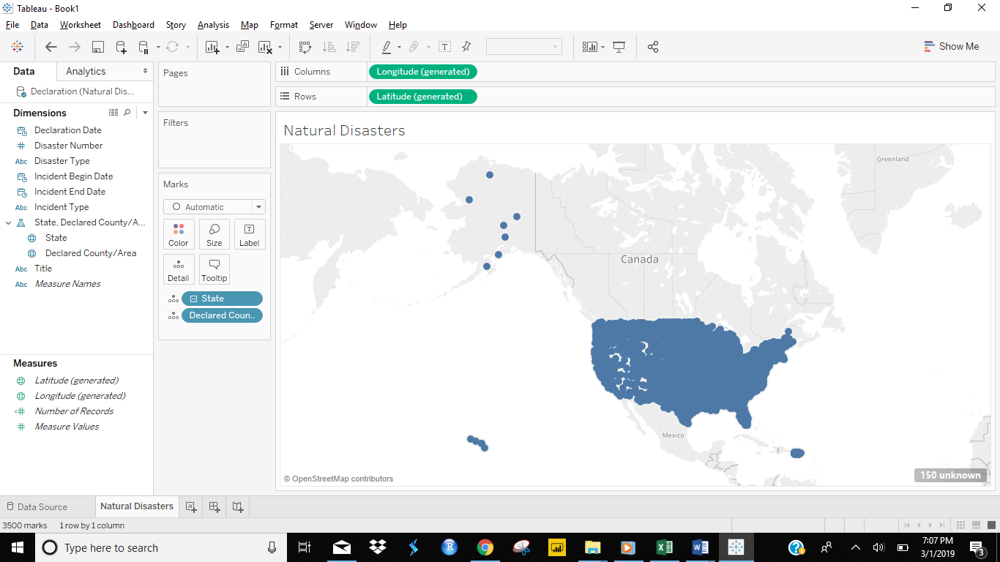 Tableau - Book1
File Data Worksheet Dashboard Story Analysis Map Format Server Window Help
Show Me
Data Analytics
Declaration (Natural Dis...
Dimensions
Declaration Date
# Disaster Number
Abc Disaster Type
Incident Begin Date
Incident End Date
Abc Incident Type
State, Declared County/A...
State
Declared County/Area
Abc Title
Abc Measure Names
Measures
Latitude (generated)
Longitude (generated)
=# Number of Records
# Measure Values
Pages
Filters
Marks
Automatic
Color Size Label
T
Detail Tooltip
State
Declared Coun..
Columns Longitude (generated)
Rows Latitude (generated)
Natural Disasters
Greenland
Canada
Mexico
© OpenStreetMap contributors
150 unknown
Data Source Natural Disasters
3500 marks 1 row by 1 column
Type here to search
7:07 PM
3/1/2019
3